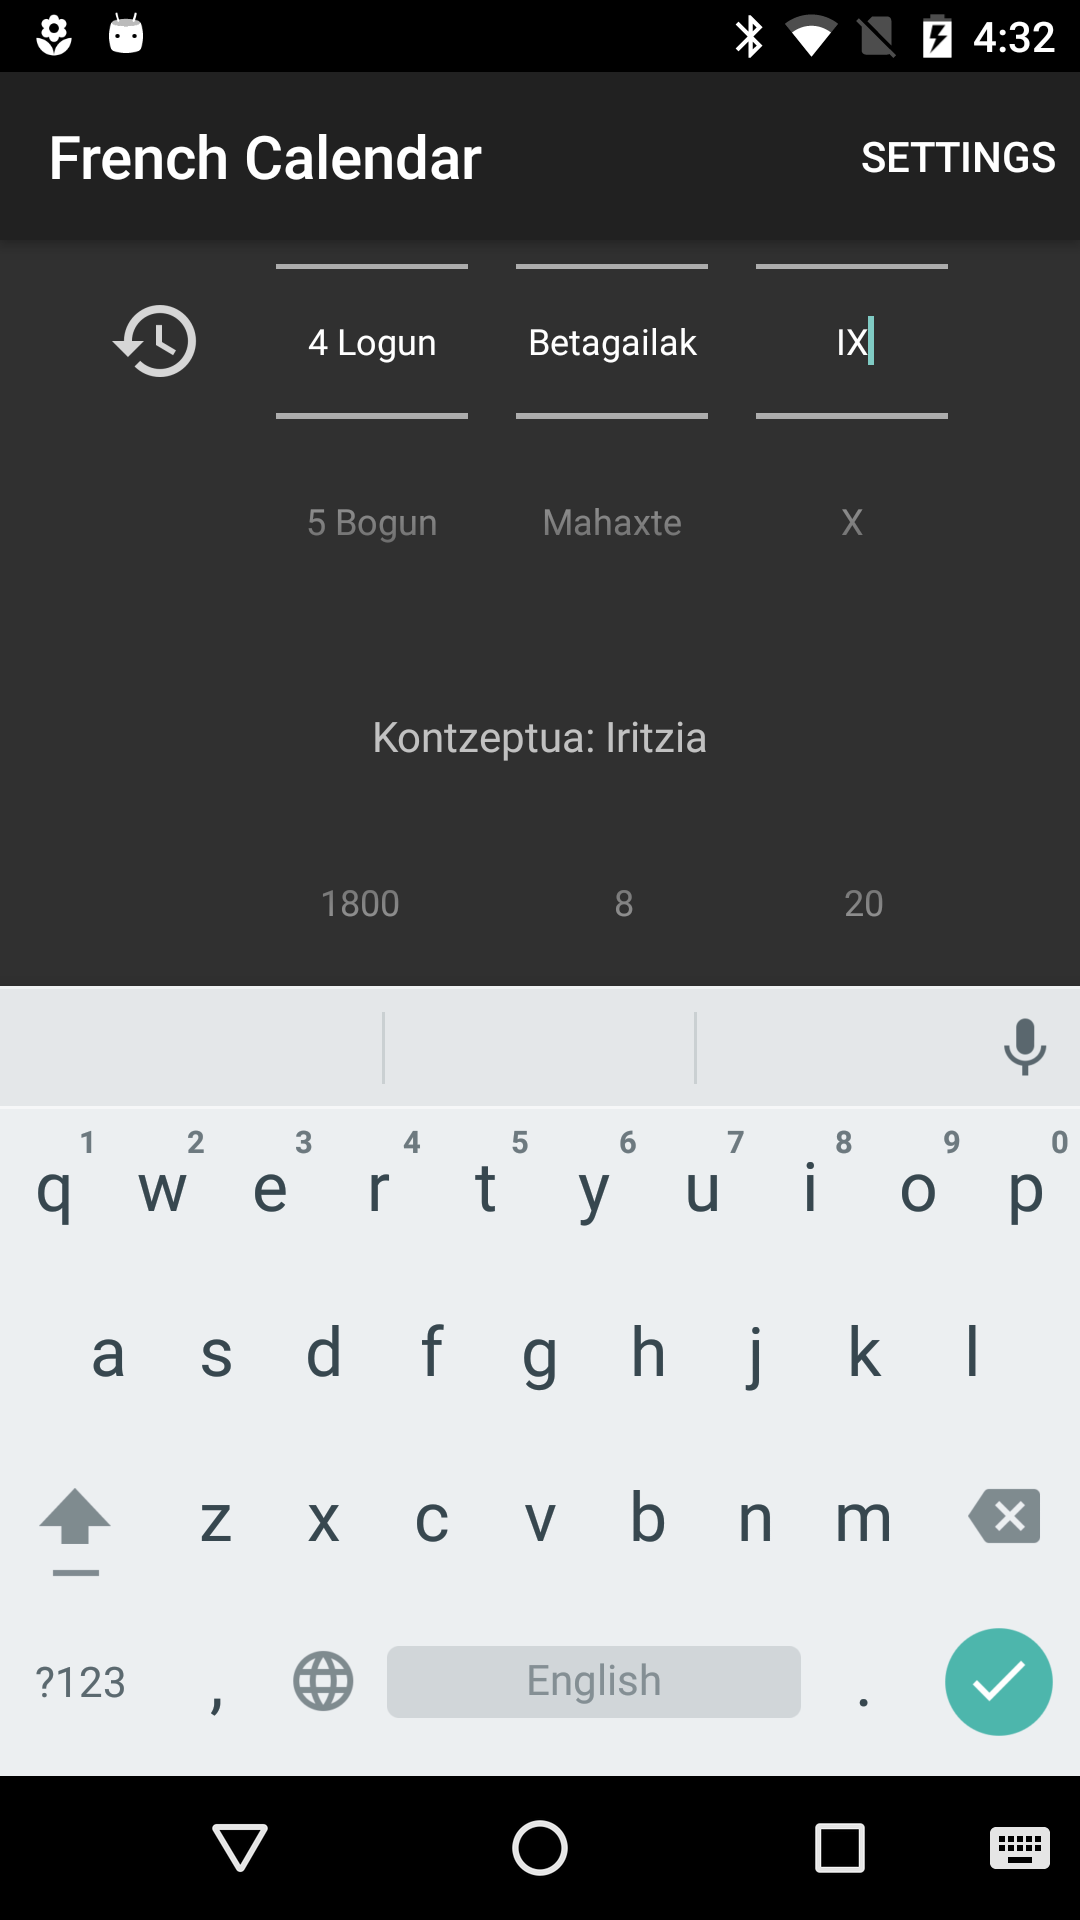 4:32
French Calendar SETTINGS
4 Logun Betagailak IX
5 Bogun Mahaxte X
Kontzeptua: Iritzia
1800 8 20
1 2 3 4 5 6 7 8 9 0
q w e r t y u i o p
a s d f g h j k l
z x c v b n m
?123 , English .